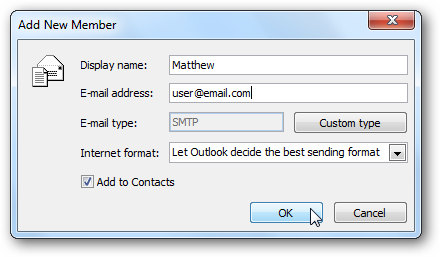 Add New Member
Display name: Matthew
E-mail address: user@email.com
E-mail type: SMTP Custom type
Internet format: Let Outlook decide the best sending format
Add to Contacts
OK Cancel